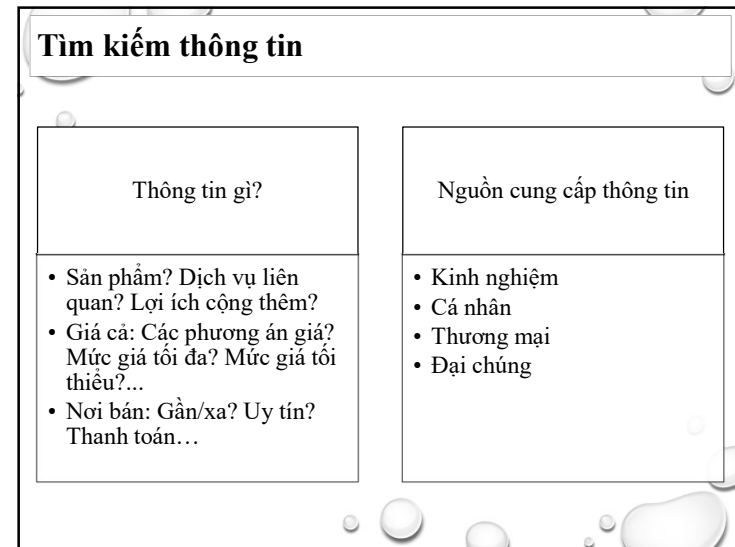 Tìm kiếm thông tin
Thông tin gì?
• Sản phẩm? Dịch vụ liên
quan? Lợi ích cộng thêm?
• Giá cả: Các phương án giá?
Mức giá tối đa? Mức giá tối
thiểu?...
• Nơi bán: Gần/xa? Uy tín?
Thanh toán…
Nguồn cung cấp thông tin
• Kinh nghiệm
• Cá nhân
• Thương mại
• Đại chúng